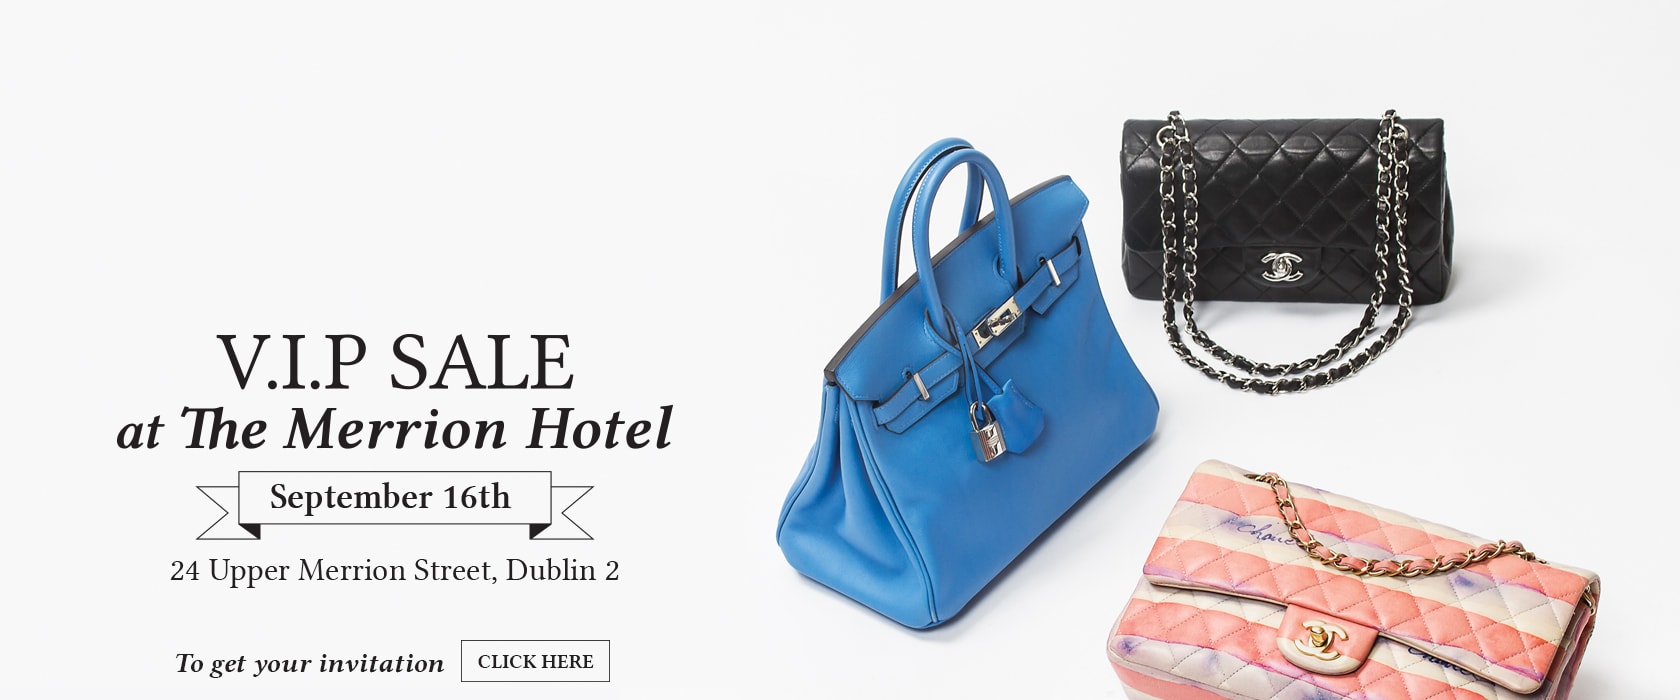 V.I.P SALE
at The Merrion Hotel
September 16th
24 Upper Merrion Street, Dublin 2
To get your invitation
CLICK HERE
Chanel